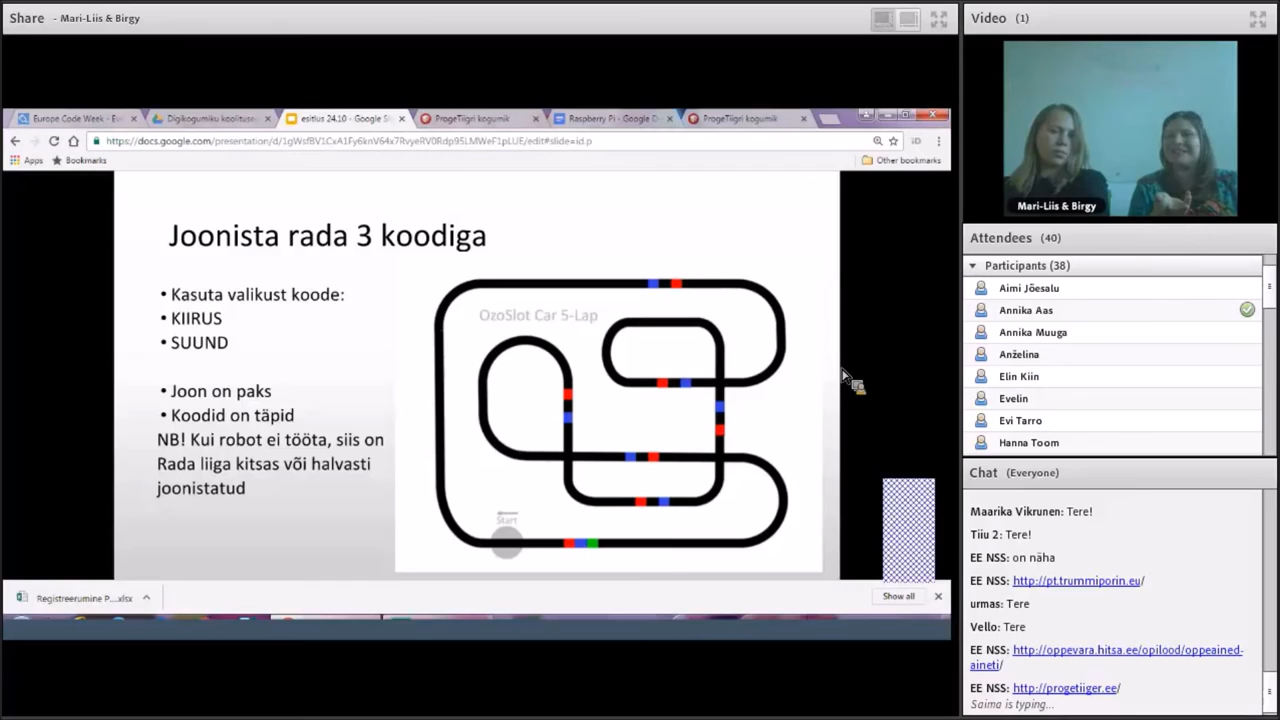 Share - Mari-Liis & Birgy
Europe Code Week - Ev
Digikogumiku koolituse
esitlus 24.10 - Google Sli
ProgeTiigri kogumik
Raspberry Pi - Google D
ProgeTiigri kogumik
Apps
Bookmarks
Other bookmarks
Joonista rada 3 koodiga
• Kasuta valikust koode:
• KIIRUS
• SUUND
• Joon on paks
• Koodid on täpid
NB! Kui robot ei tööta, siis on
Rada liiga kitsas või halvasti
joonistatud
OzoSlot Car 5-Lap
Start
Registreerumine P....xlsx
Show all
Video (1)
Mari-Liis & Birgy
Attendees (40)
Participants (38)
Aimi Jõesalu
Annika Aas
Annika Muuga
Anželina
Elin Kiin
Evelin
Evi Tarro
Hanna Toom
Chat (Everyone)
Maarika Vikrunen: Tere!
Tiiu 2: Tere!
EE NSS: on näha
EE NSS: http://pt.trummiporin.eu/
urmas: Tere
Vello: Tere
EE NSS: http://oppevara.hitsa.ee/opilood/oppeained-
aineti/
EE NSS: http://progetiiger.ee/
Saima is typing...